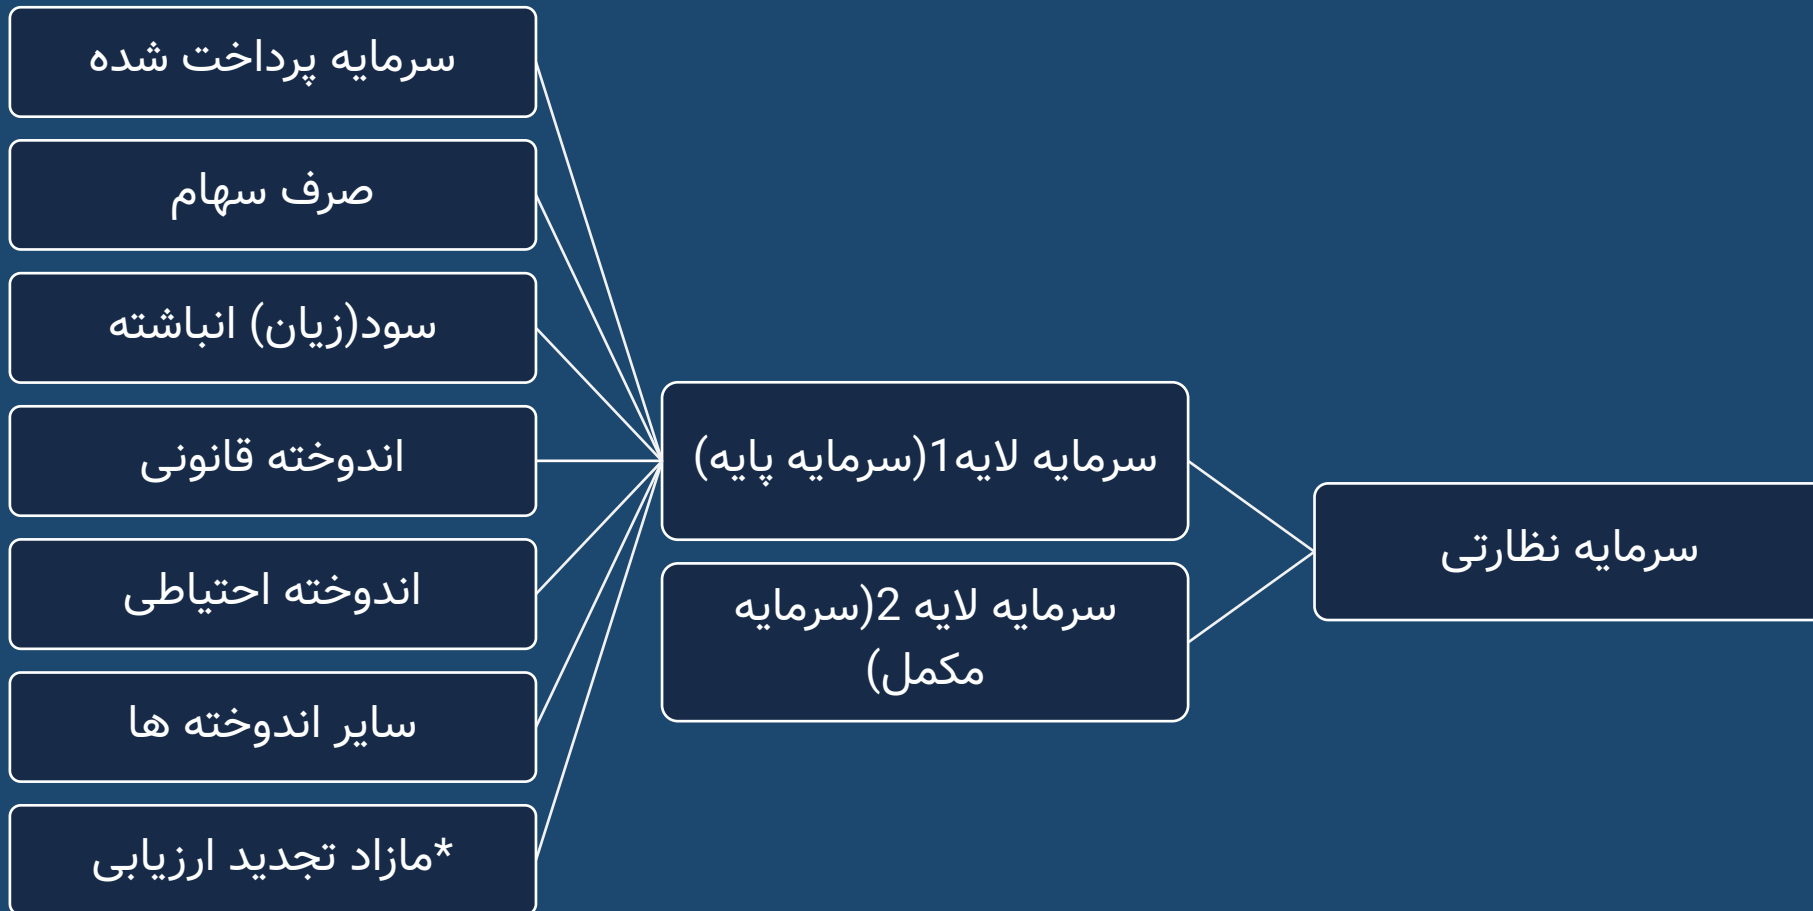 سرمایه نظارتی
سرمایه لایه1(سرمایه پایه)
سرمایه لایه 2(سرمایه
مکمل)
سرمایه پرداخت شده
صرف سهام
سود(زیان) انباشته
اندوخته قانونی
اندوخته احتیاطی
سایر اندوخته ها
*مازاد تجدید ارزیابی